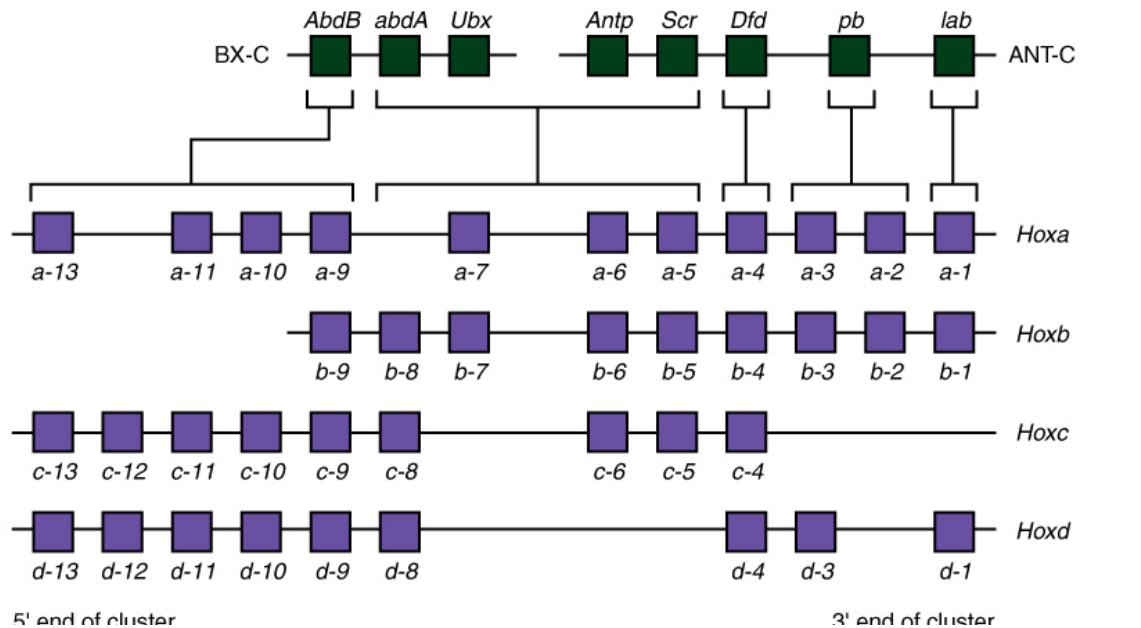 AbdB abdA Ubx Antp Scr Dfd pb lab
BX-C ANT-C
Hoxa
a-13 a-11 a-10 a-9 a-7 a-6 a-5 a-4 a-3 a-2 a-1
Hoxb
b-9 b-8 b-7 b-6 b-5 b-4 b-3 b-2 b-1
Hoxc
c-13 c-12 c-11 c-10 c-9 c-8 c-6 c-5 c-4
Hoxd
d-13 d-12 d-11 d-10 d-9 d-8 d-4 d-3 d-1
5' end of cluster 3' end of cluster